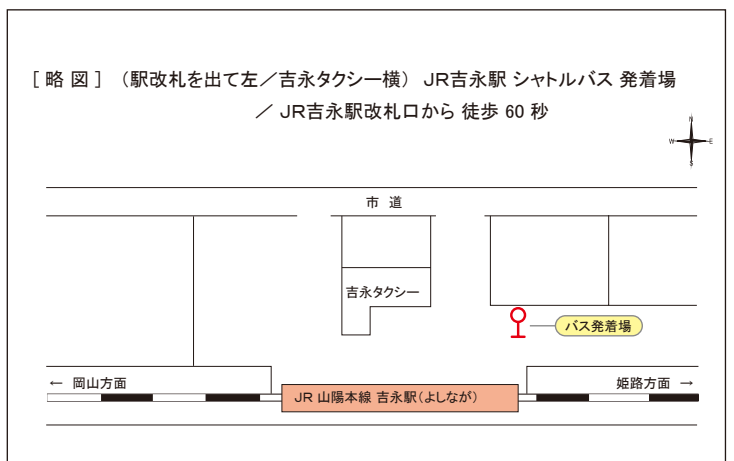 [ 略 図 ] （駅改札を出て左／吉永タクシー横） JR吉永駅 シャトルバス 発着場
／ JR吉永駅改札口から 徒歩 60 秒
N
W
E
S
市 道
吉永タクシー
バス発着場
← 岡山方面
姫路方面 →
JR 山陽本線 吉永駅（よしなが）